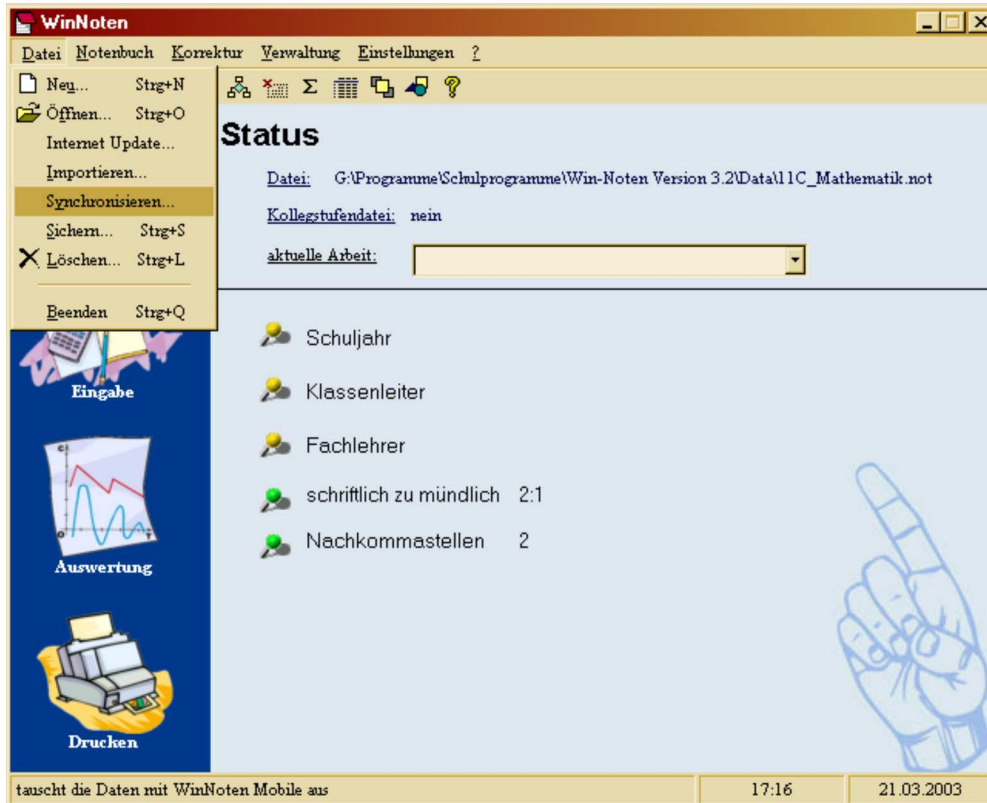 WinNoten
Datei Notenbuch Korrektur Verwaltung Einstellungen ?
Neu... Strg+N
Öffnen... Strg+O
Internet Update...
Importieren...
Synchronisieren...
Sichern... Strg+S
Löschen... Strg+L
Beenden Strg+Q
Status
Datei: G:\Programme\Schulprogramme\Win-Noten Version 3.2\Data\11C_Mathematik.not
Kollegstufendatei: nein
aktuelle Arbeit:
Eingabe
Auswertung
Drucken
Schuljahr
Klassenleiter
Fachlehrer
schriftlich zu mündlich 2:1
Nachkommastellen 2
tauscht die Daten mit WinNoten Mobile aus 17:16 21.03.2003